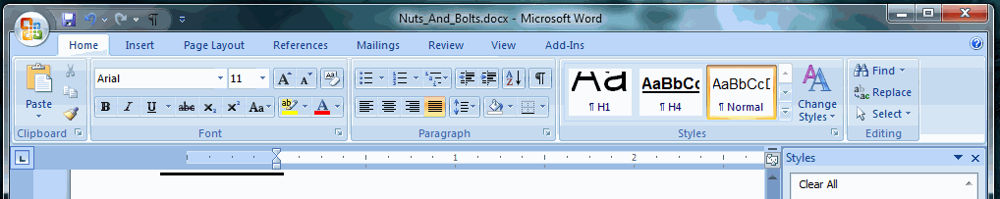 Nuts_And_Bolts.docx - Microsoft Word
Home Insert Page Layout References Mailings Review View Add-Ins
Arial 11 Aa
AaBbCc AaBbCcD
Paste B I U abc x₂ x² Aa A ¶ H1 ¶ H4 ¶ Normal Change Styles Find Replace Select
Clipboard Font Paragraph Styles Editing
L 1 2 Styles
Clear All